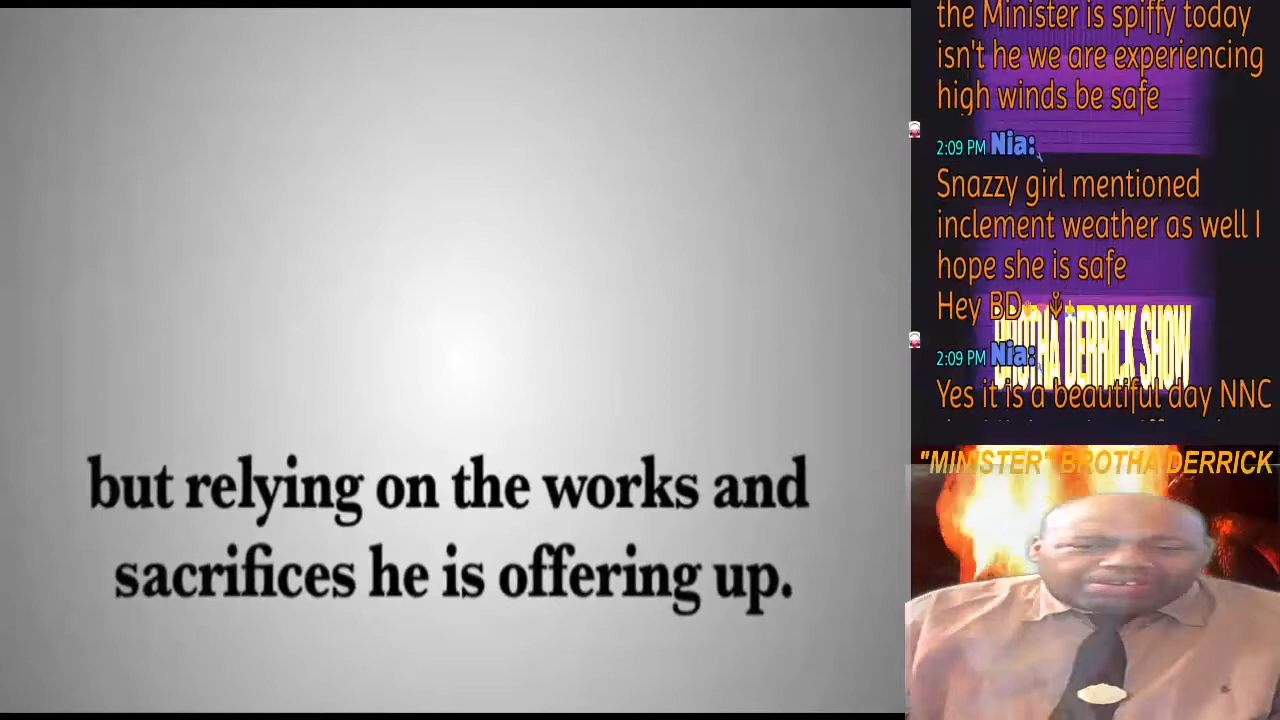 but relying on the works and
sacrifices he is offering up.
the Minister is spiffy today
isn't he we are experiencing
high winds be safe
2:09 PM Nia:
Snazzy girl mentioned
inclement weather as well I
hope she is safe
Hey BD
BROTHA DERRICK SHOW
2:09 PM Nia:
Yes it is a beautiful day NNC
"MINISTER" BROTHA DERRICK